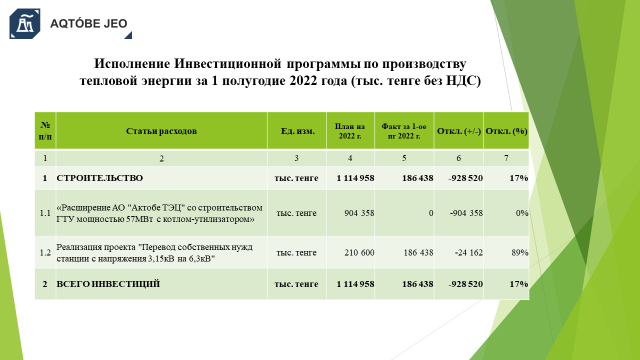 AQTÓBE JEO
Исполнение Инвестиционной программы по производству
тепловой энергии за 1 полугодие 2022 года (тыс. тенге без НДС)
№ п/п Статьи расходов Ед. изм. План на 2022 г. Факт за 1-ое пг 2022 г. Откл. (+/-) Откл. (%)
1 2 3 4 5 6 7
1 СТРОИТЕЛЬСТВО тыс. тенге 1 114 958 186 438 -928 520 17%
1.1 «Расширение АО "Актобе ТЭЦ" со строительством
ГТУ мощностью 57МВт с котлом-утилизатором» тыс. тенге 904 358 0 -904 358 0%
1.2 Реализация проекта "Перевод собственных нужд
станции с напряжения 3,15кВ на 6,3кВ" тыс. тенге 210 600 186 438 -24 162 89%
2 ВСЕГО ИНВЕСТИЦИЙ тыс. тенге 1 114 958 186 438 -928 520 17%